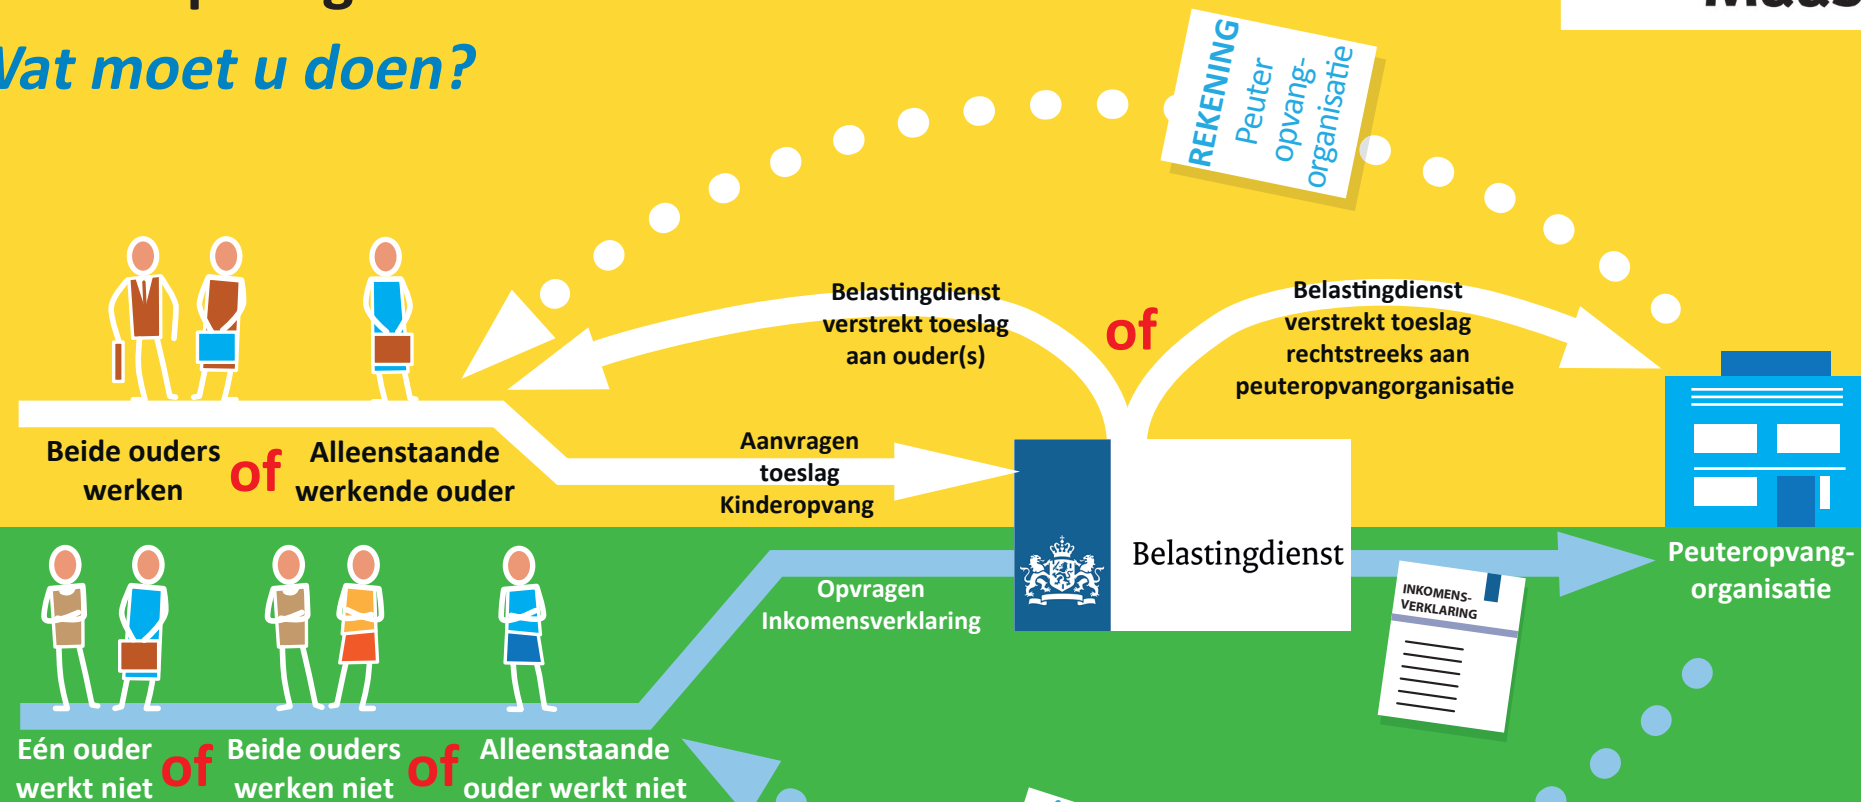 Wat moet u doen?
REKENING
Peuter
opvang-
organisatie
Belastingdienst
verstrekt toeslag
aan ouder(s)
of
Belastingdienst
verstrekt toeslag
rechtstreeks aan
peuteropvangorganisatie
Beide ouders
werken
of
Alleenstaande
werkende ouder
Aanvragen
toeslag
Kinderopvang
Belastingdienst
Peuteropvang-
organisatie
Opvragen
Inkomensverklaring
INKOMENS-
VERKLARING
Eén ouder
werkt niet
of
Beide ouders
werken niet
of
Alleenstaande
ouder werkt niet